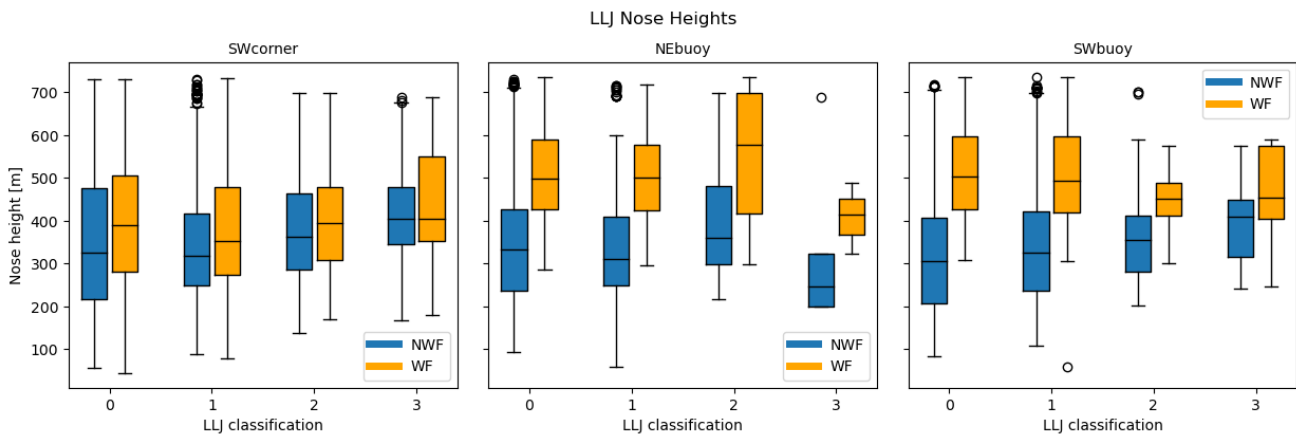 LLJ Nose Heights
SWcorner
NEbuoy
SWbuoy
Nose height [m]
700
600
500
400
300
200
100
NWF
WF
NWF
WF
NWF
WF
0 1 2 3
0 1 2 3
0 1 2 3
LLJ classification
LLJ classification
LLJ classification